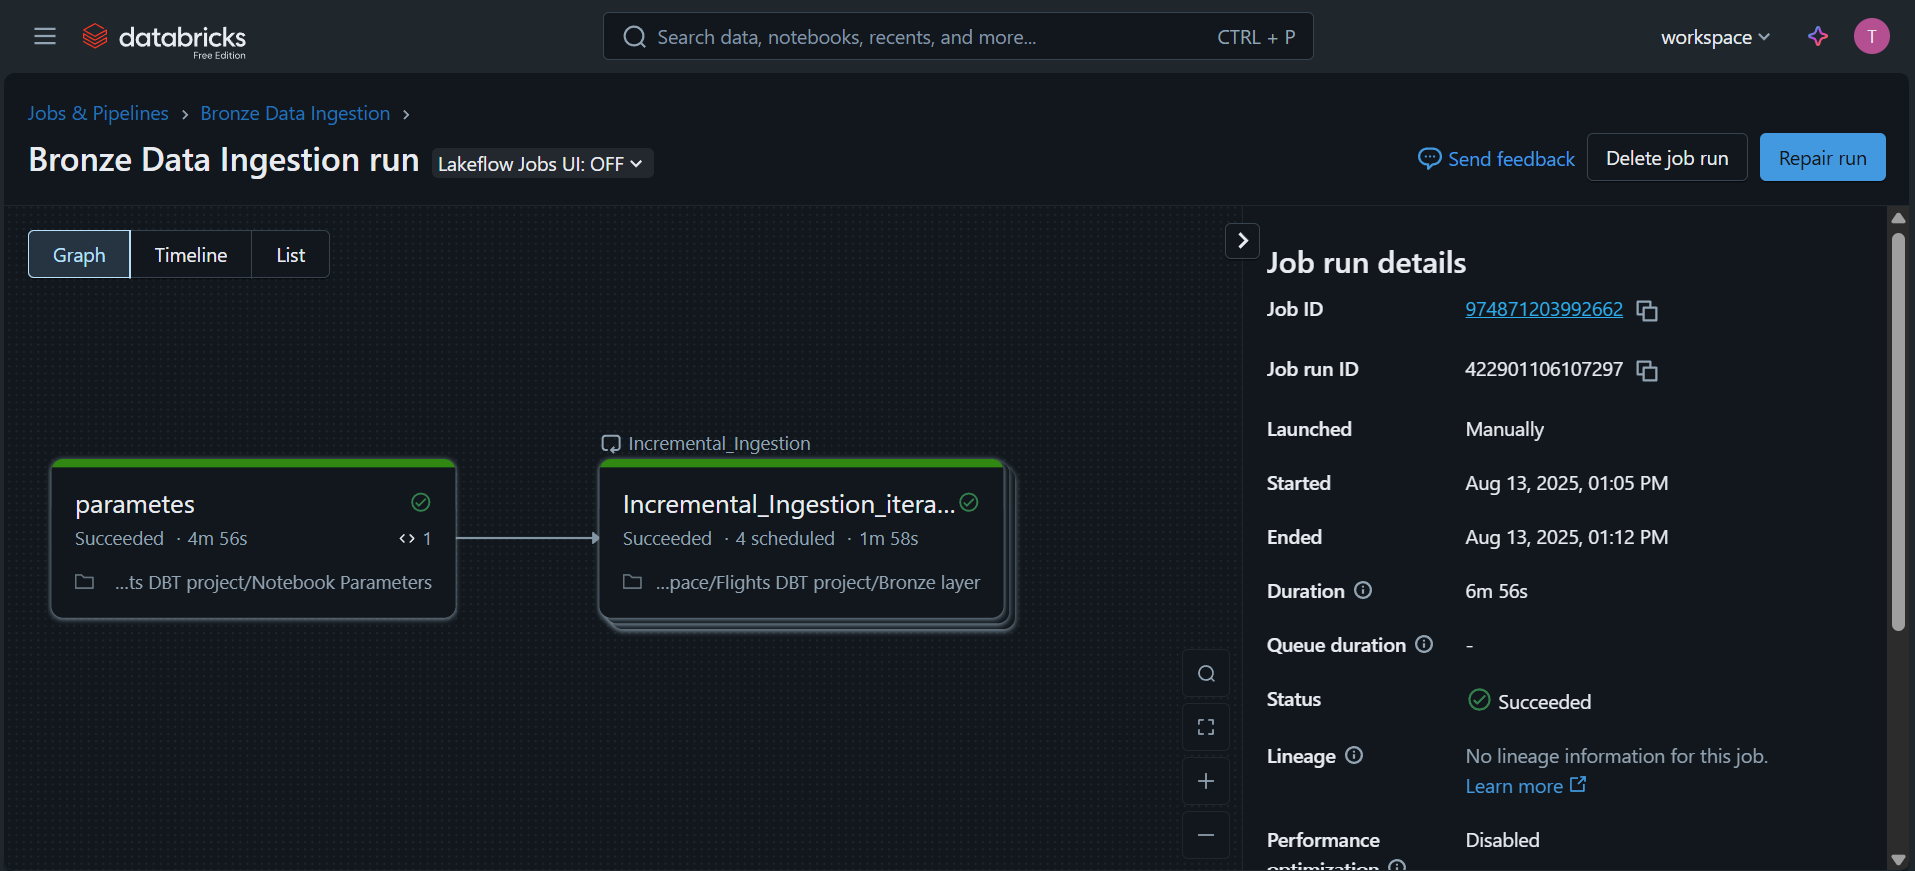 databricks
Free Edition
Search data, notebooks, recents, and more...
CTRL + P
workspace
T
Jobs & Pipelines › Bronze Data Ingestion ›
Bronze Data Ingestion run
Lakeflow Jobs UI: OFF
Send feedback
Delete job run
Repair run
Graph
Timeline
List
Incremental_Ingestion
parametes
Succeeded · 4m 56s
<> 1
...ts DBT project/Notebook Parameters
Incremental_Ingestion_itera...
Succeeded · 4 scheduled · 1m 58s
...pace/Flights DBT project/Bronze layer
Job run details
Job ID 974871203992662
Job run ID 422901106107297
Launched Manually
Started Aug 13, 2025, 01:05 PM
Ended Aug 13, 2025, 01:12 PM
Duration 6m 56s
Queue duration -
Status Succeeded
Lineage No lineage information for this job.
Learn more
Performance Disabled
optimization